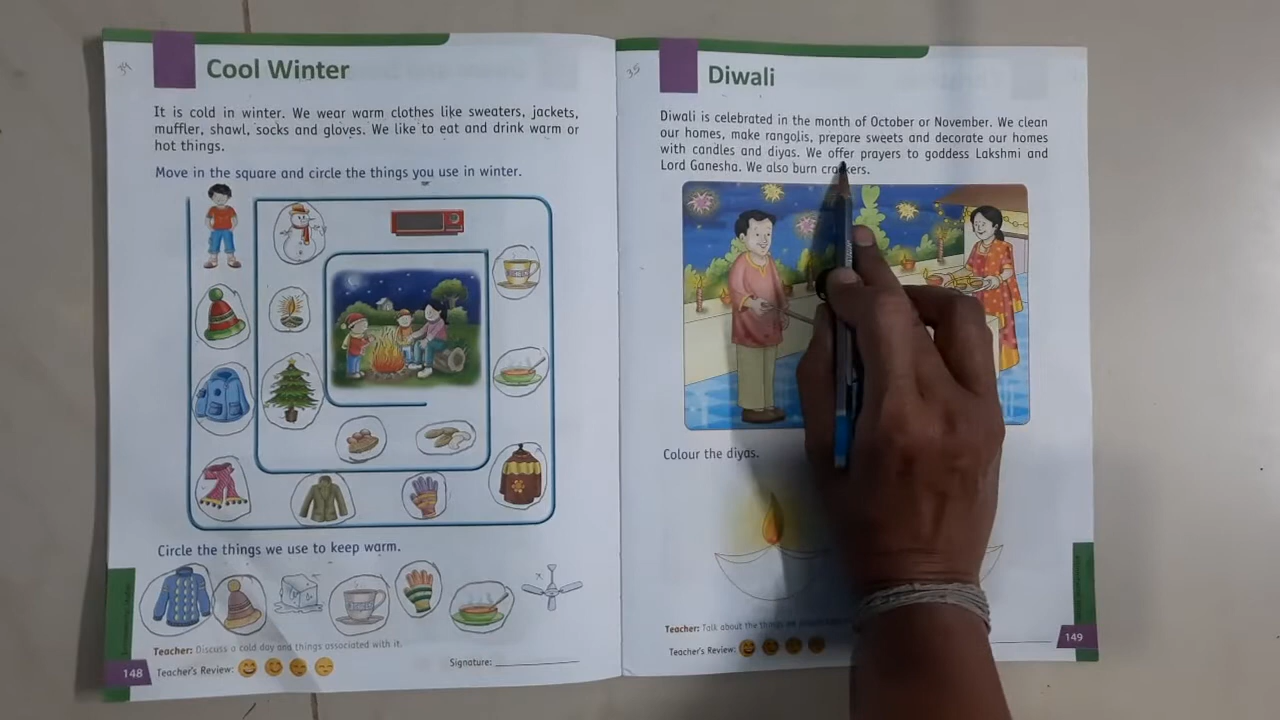 34
Cool Winter
It is cold in winter. We wear warm clothes like sweaters, jackets,
muffler, shawl, socks and gloves. We like to eat and drink warm or
hot things.
Move in the square and circle the things you use in winter.
Circle the things we use to keep warm.
Teacher: Discuss a cold day and things associated with it.
148
Teacher's Review:
Signature:
35
Diwali
Diwali is celebrated in the month of October or November. We clean
our homes, make rangolis, prepare sweets and decorate our homes
with candles and diyas. We offer prayers to goddess Lakshmi and
Lord Ganesha. We also burn crackers.
Colour the diyas.
Teacher: Talk about the things
Teacher's Review:
149